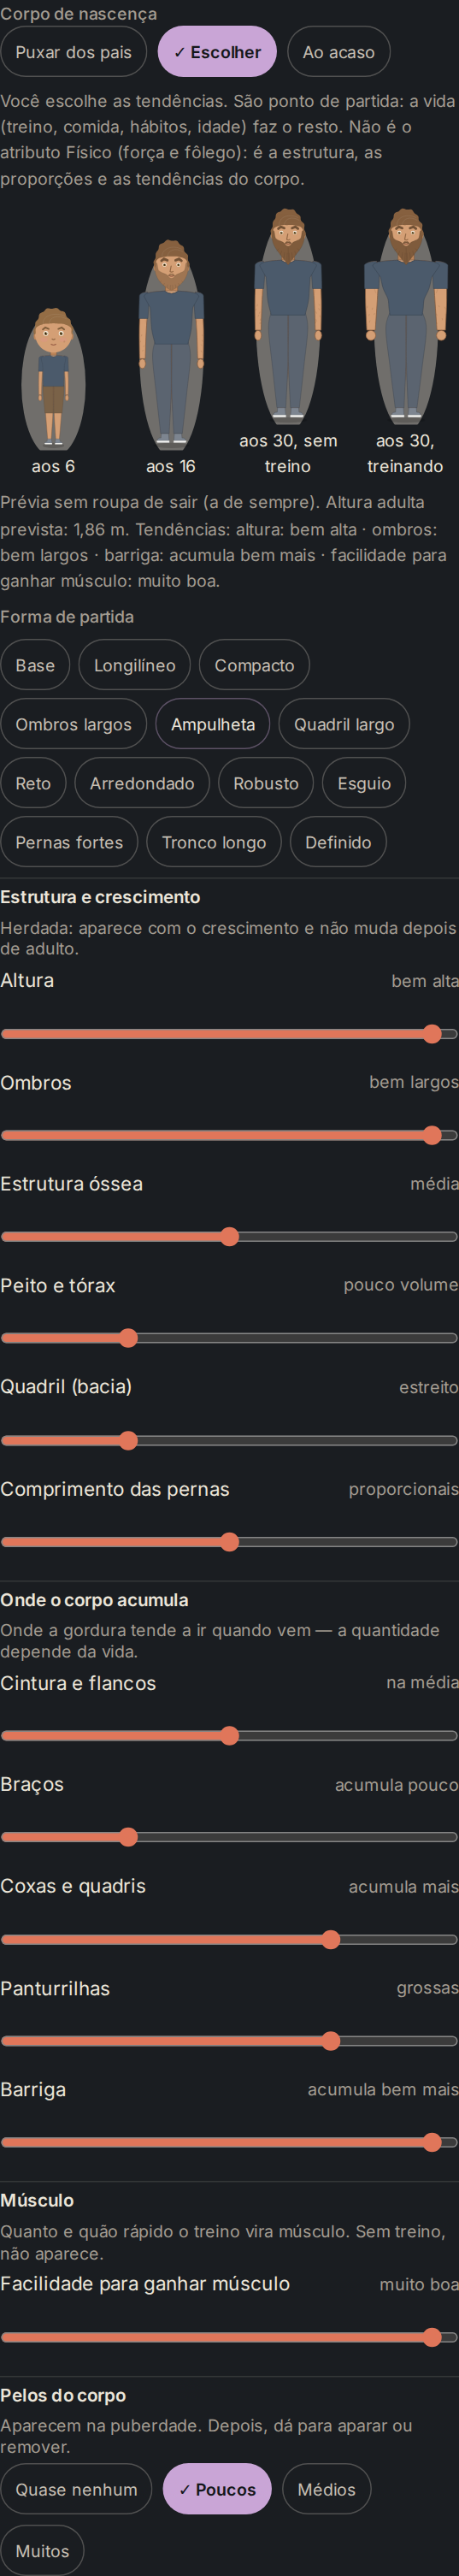 Corpo de nascença
Puxar dos pais
✓ Escolher
Ao acaso
Você escolhe as tendências. São ponto de partida: a vida
(treino, comida, hábitos, idade) faz o resto. Não é o
atributo Físico (força e fôlego): é a estrutura, as
proporções e as tendências do corpo.
aos 6
aos 16
aos 30, sem
treino
aos 30,
treinando
Prévia sem roupa de sair (a de sempre). Altura adulta
prevista: 1,86 m. Tendências: altura: bem alta · ombros:
bem largos · barriga: acumula bem mais · facilidade para
ganhar músculo: muito boa.
Forma de partida
Base
Longilíneo
Compacto
Ombros largos
Ampulheta
Quadril largo
Reto
Arredondado
Robusto
Esguio
Pernas fortes
Tronco longo
Definido
Estrutura e crescimento
Herdada: aparece com o crescimento e não muda depois
de adulto.
Altura bem alta
Ombros bem largos
Estrutura óssea média
Peito e tórax pouco volume
Quadril (bacia) estreito
Comprimento das pernas proporcionais
Onde o corpo acumula
Onde a gordura tende a ir quando vem — a quantidade
depende da vida.
Cintura e flancos na média
Braços acumula pouco
Coxas e quadris acumula mais
Panturrilhas grossas
Barriga acumula bem mais
Músculo
Quanto e quão rápido o treino vira músculo. Sem treino,
não aparece.
Facilidade para ganhar músculo muito boa
Pelos do corpo
Aparecem na puberdade. Depois, dá para aparar ou
remover.
Quase nenhum
✓ Poucos
Médios
Muitos